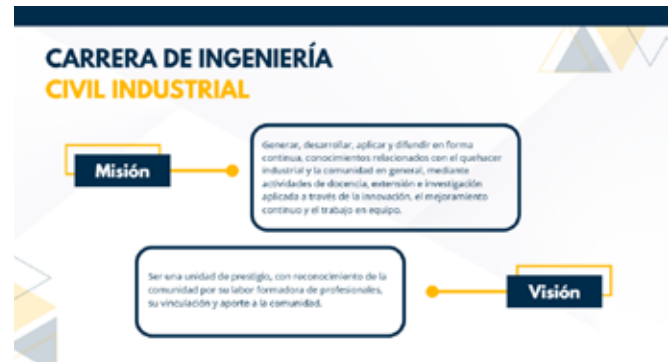 CARRERA DE INGENIERÍA
CIVIL INDUSTRIAL
Misión
Generar, desarrollar, aplicar y difundir en forma
continua, conocimientos relacionados con el quehacer
industrial y la comunidad en general, mediante
actividades de docencia, extensión e investigación
aplicada a través de la innovación, el mejoramiento
continuo y el trabajo en equipo.
Ser una unidad de prestigio, con reconocimiento de la
comunidad por su labor formadora de profesionales,
su vinculación y aporte a la comunidad.
Visión